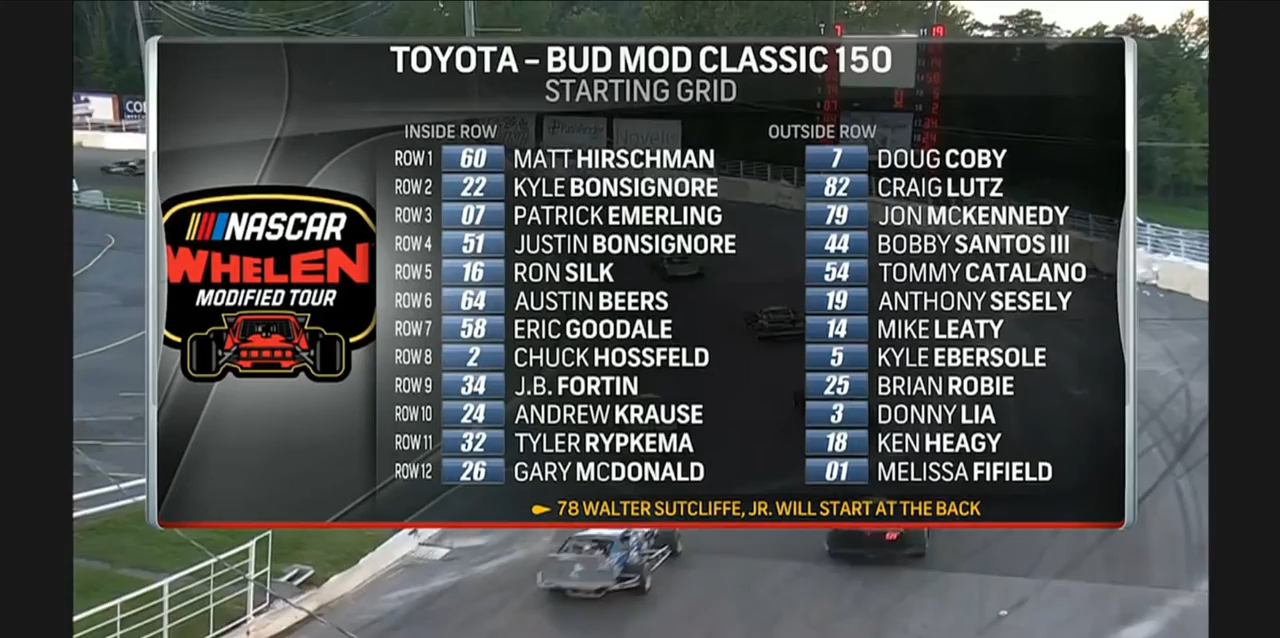 TOYOTA – BUD MOD CLASSIC 150
STARTING GRID
INSIDE ROW OUTSIDE ROW
ROW 1 60 MATT HIRSCHMAN 7 DOUG COBY
ROW 2 22 KYLE BONSIGNORE 82 CRAIG LUTZ
ROW 3 07 PATRICK EMERLING 79 JON MCKENNEDY
ROW 4 51 JUSTIN BONSIGNORE 44 BOBBY SANTOS III
ROW 5 16 RON SILK 54 TOMMY CATALANO
ROW 6 64 AUSTIN BEERS 19 ANTHONY SESELY
ROW 7 58 ERIC GOODALE 14 MIKE LEATY
ROW 8 2 CHUCK HOSSFELD 5 KYLE EBERSOLE
ROW 9 34 J.B. FORTIN 25 BRIAN ROBIE
ROW 10 24 ANDREW KRAUSE 3 DONNY LIA
ROW 11 32 TYLER RYPKEMA 18 KEN HEAGY
ROW 12 26 GARY MCDONALD 01 MELISSA FIFIELD
78 WALTER SUTCLIFFE, JR. WILL START AT THE BACK
NASCAR
WHELEN
MODIFIED TOUR
Novelis